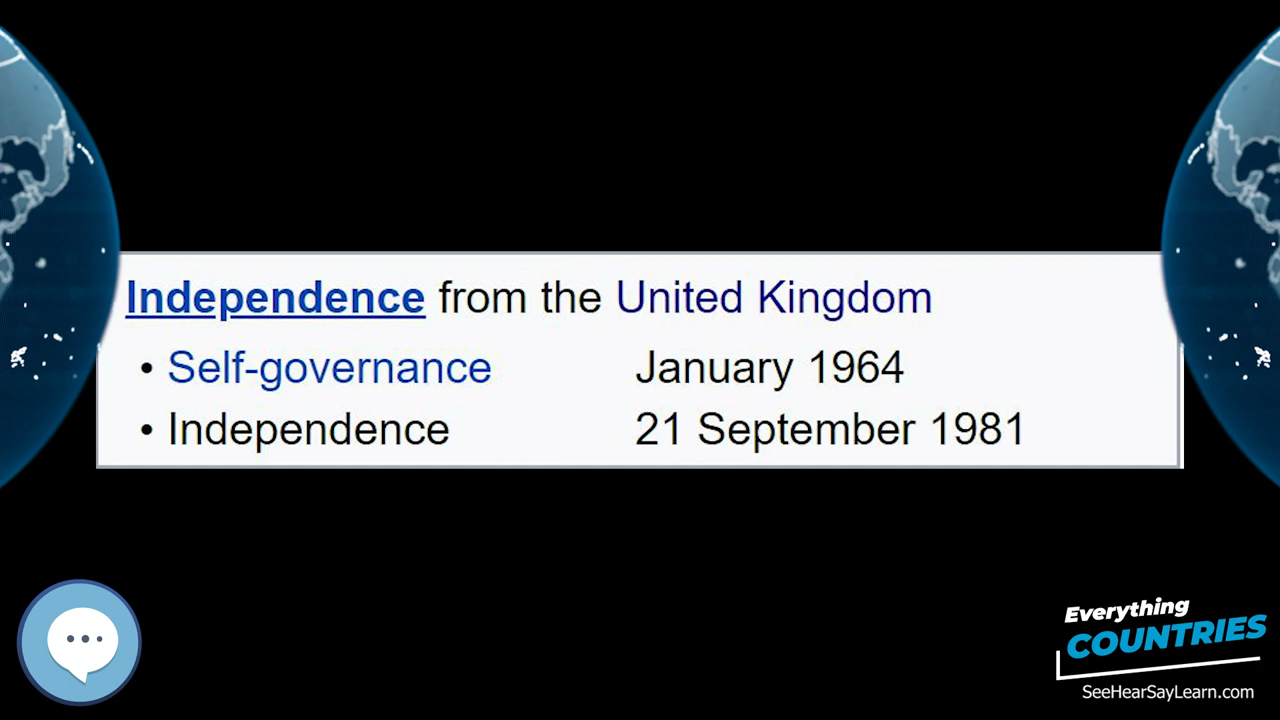 Independence from the United Kingdom
• Self-governance January 1964
• Independence 21 September 1981
Everything
COUNTRIES
SeeHearSayLearn.com